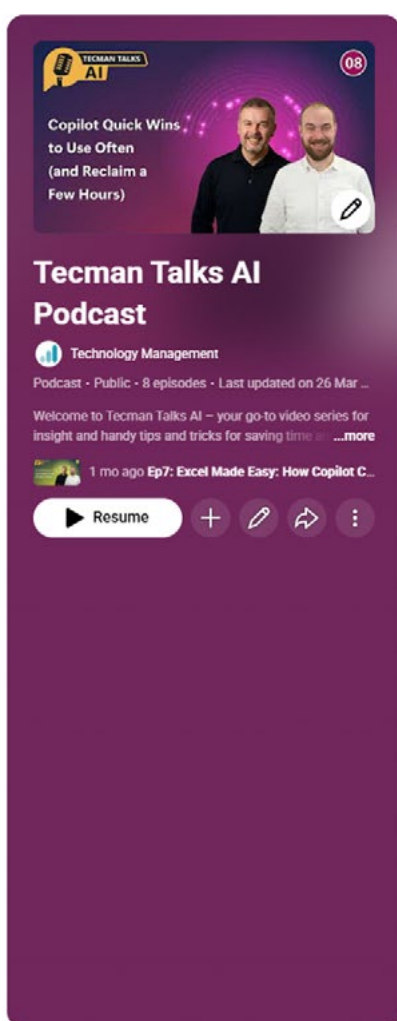 TECMAN TALKS
AI
08
Copilot Quick Wins
to Use Often
(and Reclaim a
Few Hours)
Tecman Talks AI
Podcast
Technology Management
Podcast • Public • 8 episodes • Last updated on 26 Mar ...
Welcome to Tecman Talks AI – your go-to video series for
insight and handy tips and tricks for saving time ...more
1 mo ago Ep7: Excel Made Easy: How Copilot C...
Resume